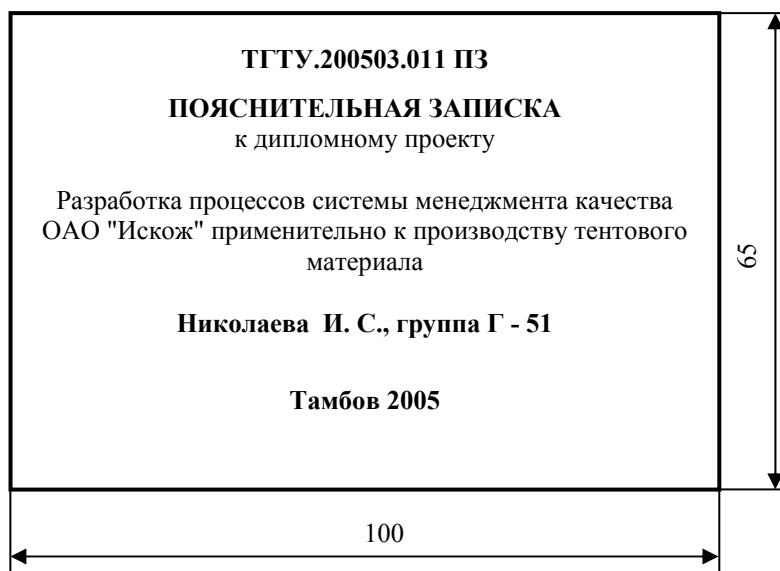 ТГТУ.200503.011 ПЗ
ПОЯСНИТЕЛЬНАЯ ЗАПИСКА
к дипломному проекту
Разработка процессов системы менеджмента качества
ОАО "Искож" применительно к производству тентового
материала
Николаева И. С., группа Г - 51
Тамбов 2005
65
100